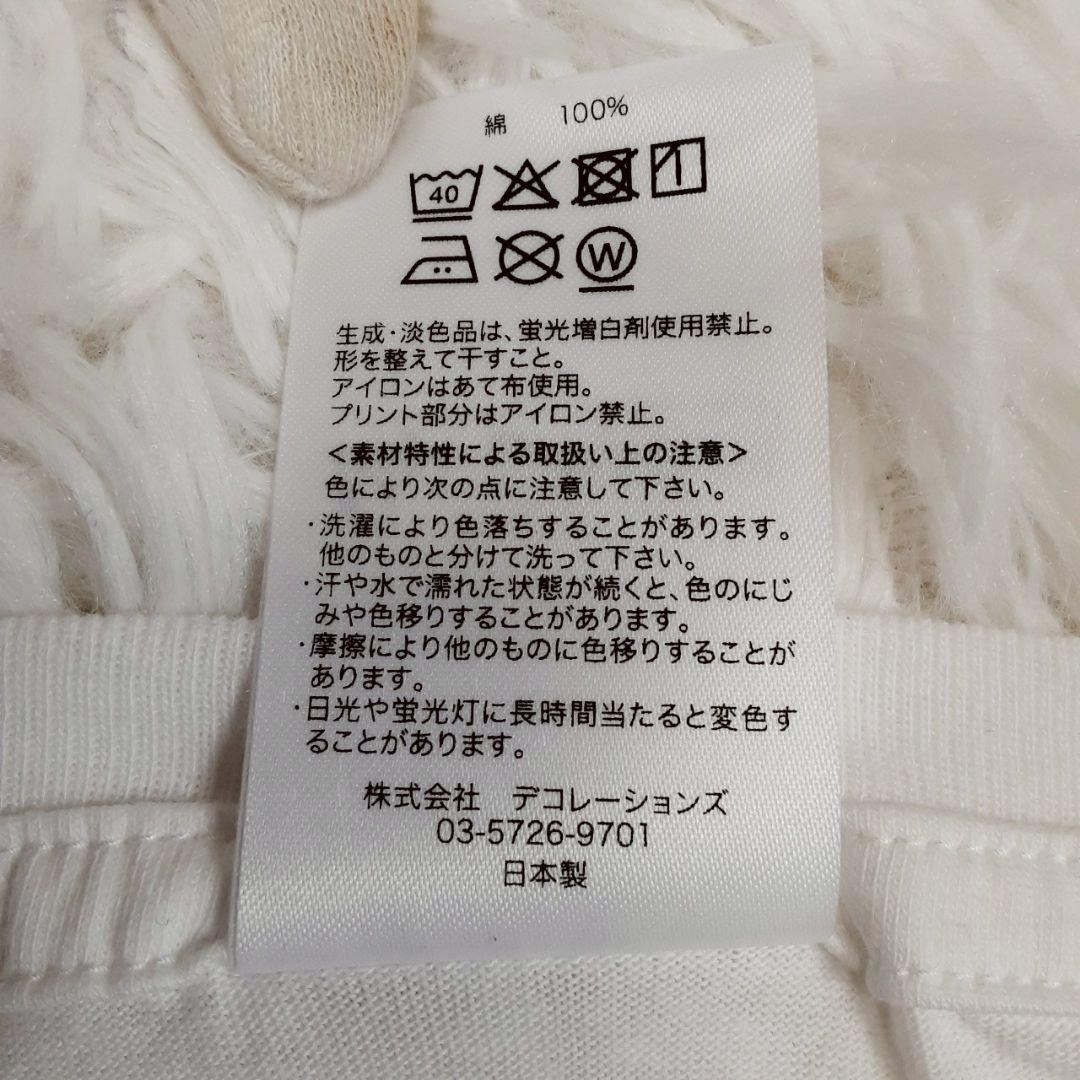 綿 100%
40
W
生成・淡色品は、蛍光増白剤使用禁止。
形を整えて干すこと。
アイロンはあて布使用。
プリント部分はアイロン禁止。
<素材特性による取扱い上の注意>
色により次の点に注意して下さい。
・洗濯により色落ちすることがあります。
他のものと分けて洗って下さい。
・汗や水で濡れた状態が続くと、色のにじ
みや色移りすることがあります。
・摩擦により他のものに色移りすることが
あります。
・日光や蛍光灯に長時間当たると変色す
ることがあります。
株式会社 デコレーションズ
03-5726-9701
日本製